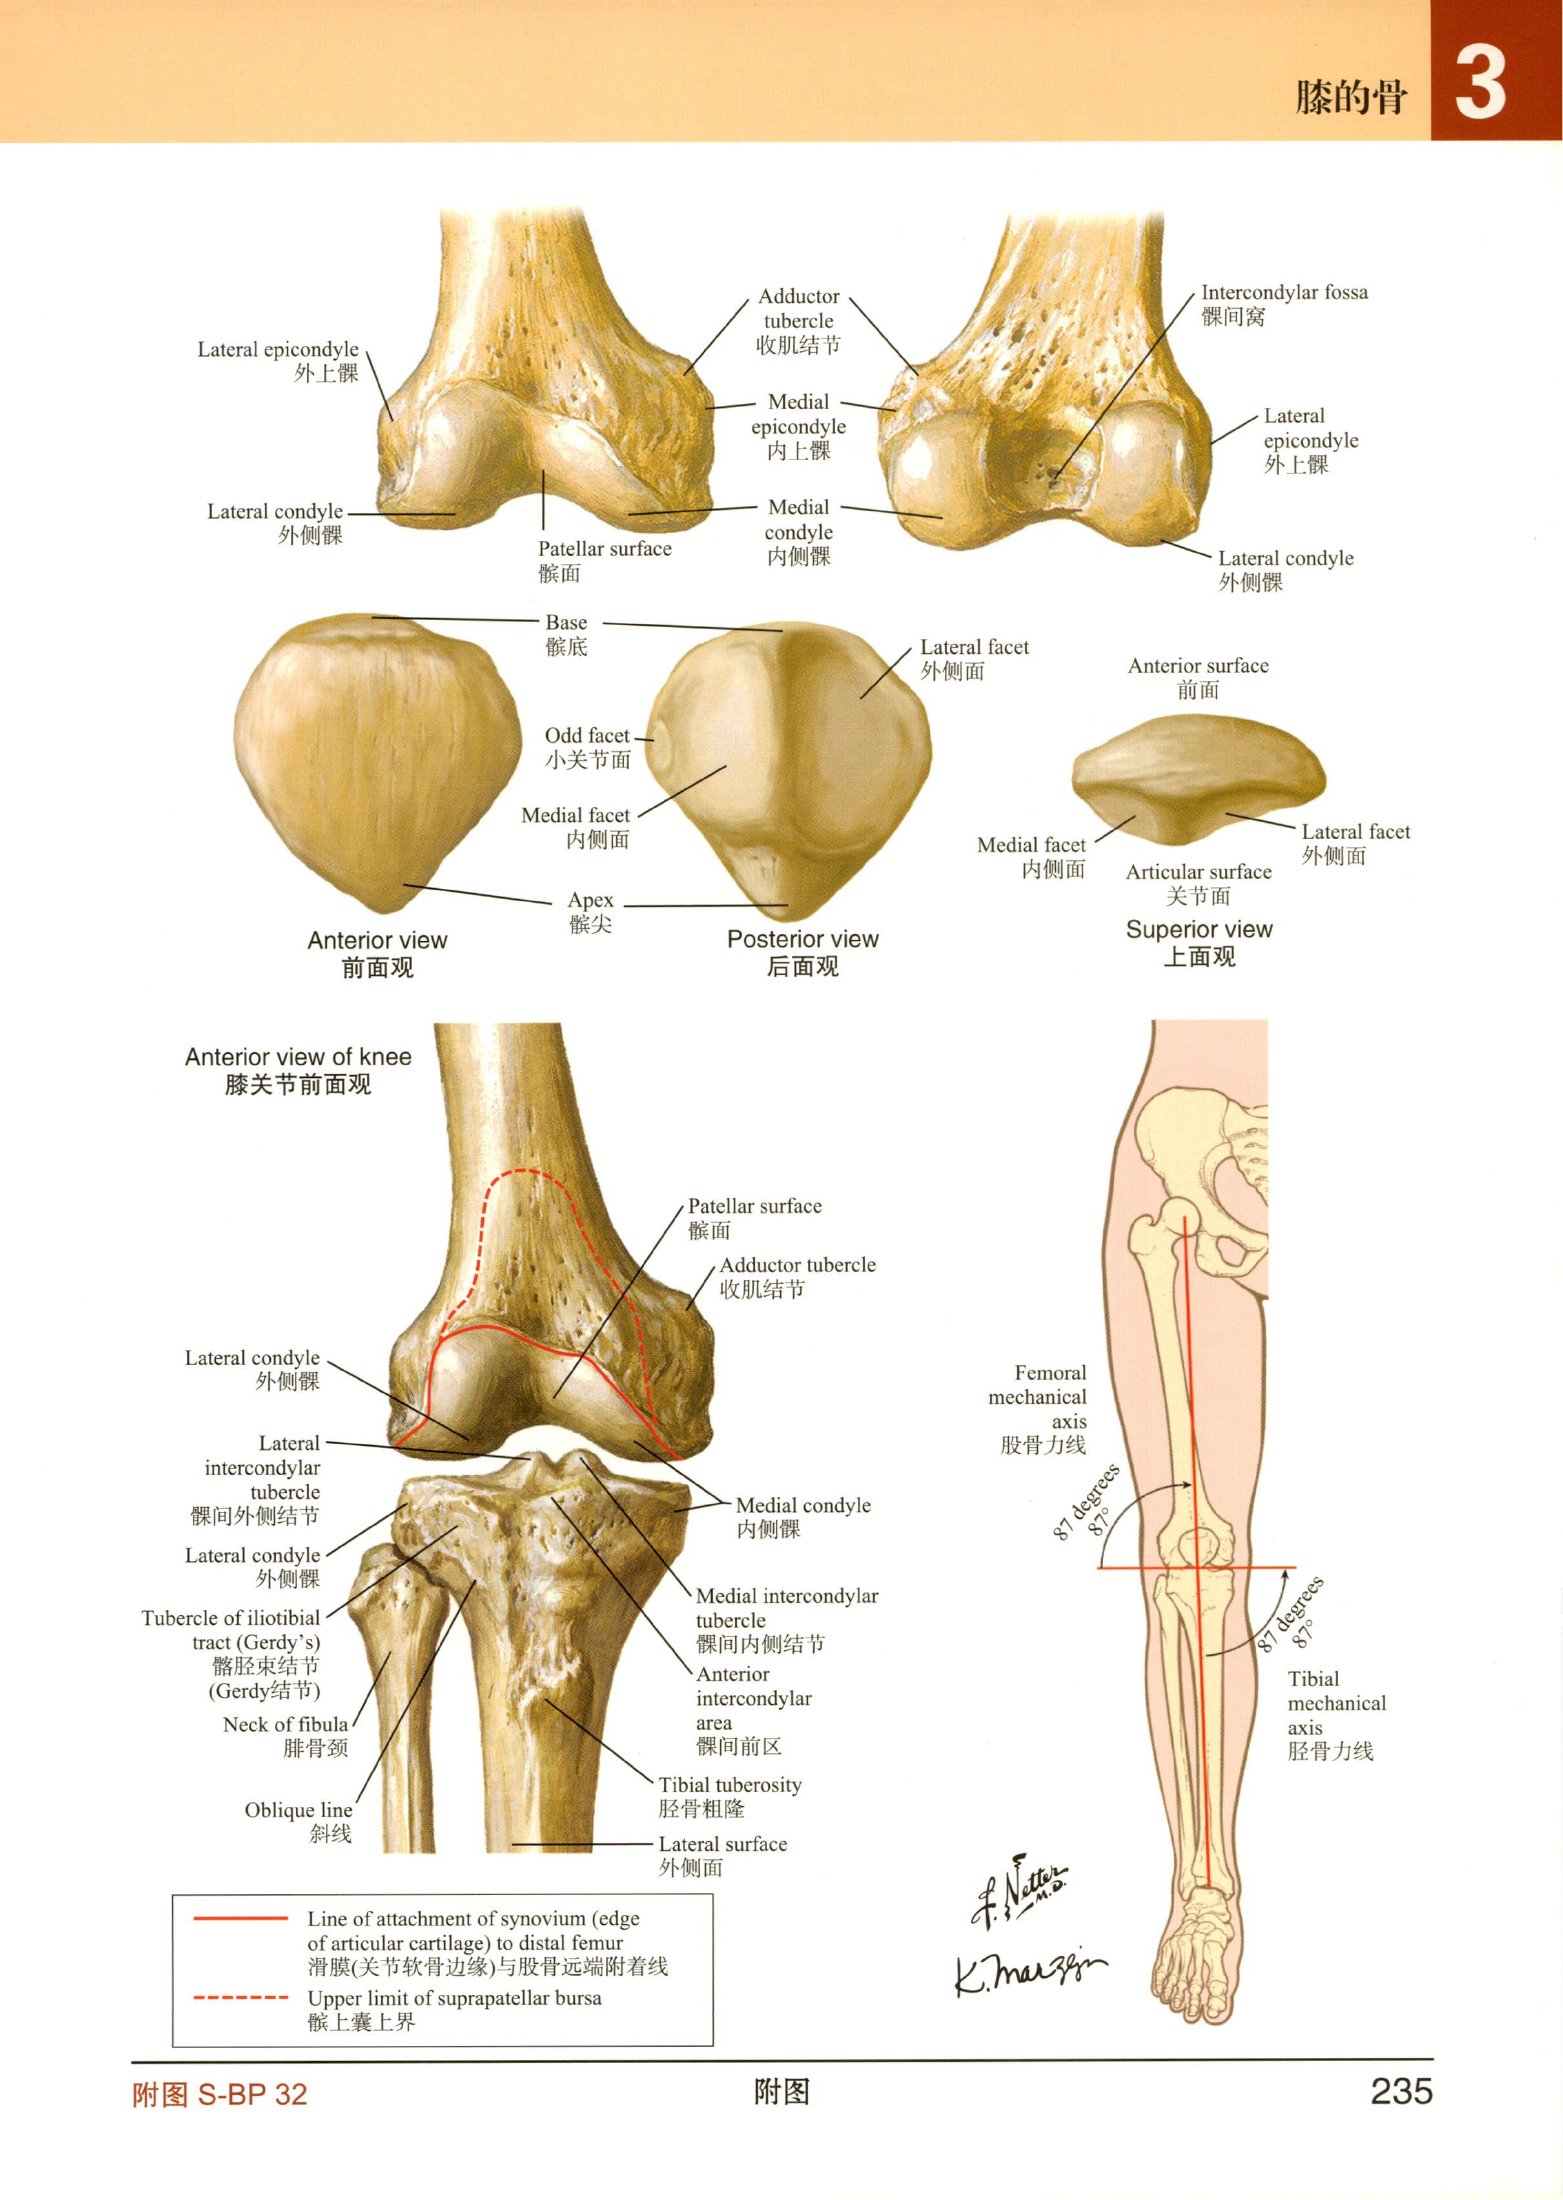 膝的骨
3
Adductor
tubercle
收肌结节
Intercondylar fossa
髁间窝
Lateral epicondyle
外上髁
Medial
epicondyle
内上髁
Lateral
epicondyle
外上髁
Lateral condyle
外侧髁
Medial
condyle
内侧髁
Patellar surface
髌面
Lateral condyle
外侧髁
Base
髌底
Lateral facet
外侧面
Anterior surface
前面
Odd facet
小关节面
Medial facet
内侧面
Medial facet
内侧面
Lateral facet
外侧面
Articular surface
关节面
Apex
髌尖
Anterior view
前面观
Posterior view
后面观
Superior view
上面观
Anterior view of knee
膝关节前面观
Patellar surface
髌面
Adductor tubercle
收肌结节
Lateral condyle
外侧髁
Lateral
intercondylar
tubercle
髁间外侧结节
Lateral condyle
外侧髁
Tubercle of iliotibial
tract (Gerdy's)
髂胫束结节
(Gerdy结节)
Neck of fibula
腓骨颈
Oblique line
斜线
Medial condyle
内侧髁
Medial intercondylar
tubercle
髁间内侧结节
Anterior
intercondylar
area
髁间前区
Tibial tuberosity
胫骨粗隆
Lateral surface
外侧面
Femoral
mechanical
axis
股骨力线
87 degrees
87°
87 degrees
87°
Tibial
mechanical
axis
胫骨力线
F. Netter
M.D.
K. Marzejon
Line of attachment of synovium (edge
of articular cartilage) to distal femur
滑膜(关节软骨边缘)与股骨远端附着线
Upper limit of suprapatellar bursa
髌上囊上界
附图 S-BP 32
附图
235